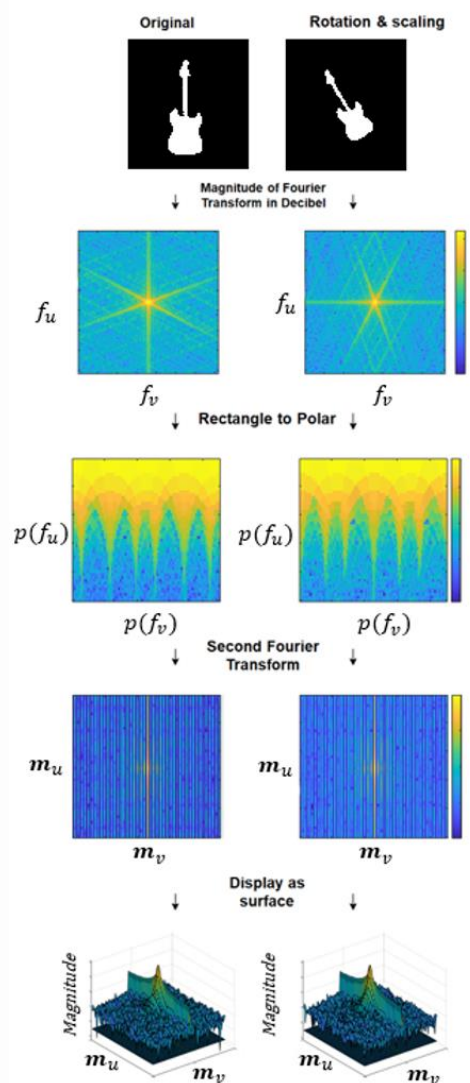 Original Rotation & scaling
Magnitude of Fourier
Transform in Decibel
f_u f_u
f_v f_v
Rectangle to Polar
p(f_u) p(f_u)
p(f_v) p(f_v)
Second Fourier
Transform
m_u m_u
m_v m_v
Display as
surface
Magnitude Magnitude
m_u m_v m_u m_v